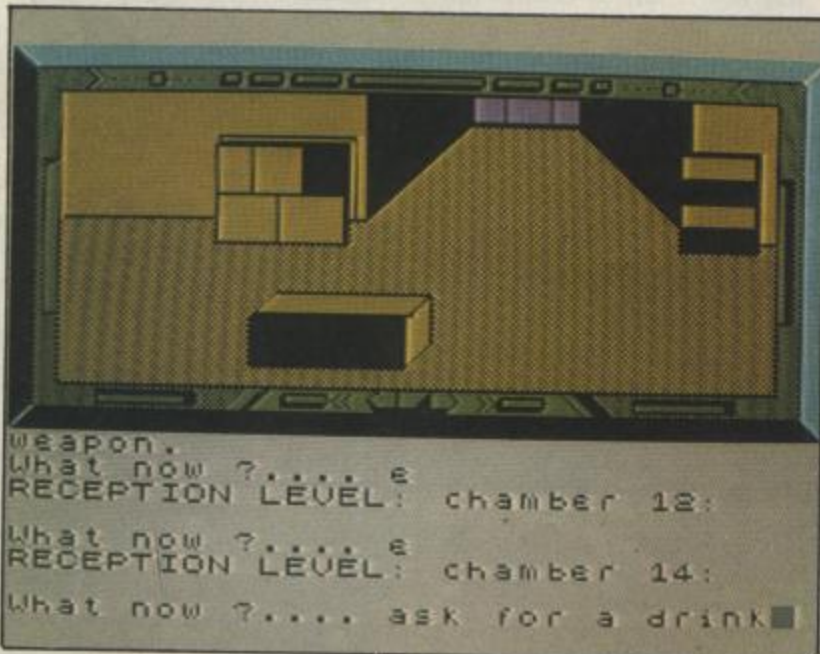 weapon.
What now ?.... e
RECEPTION LEVEL: chamber 12:
What now ?.... e
RECEPTION LEVEL: chamber 14:
What now ?.... ask for a drink